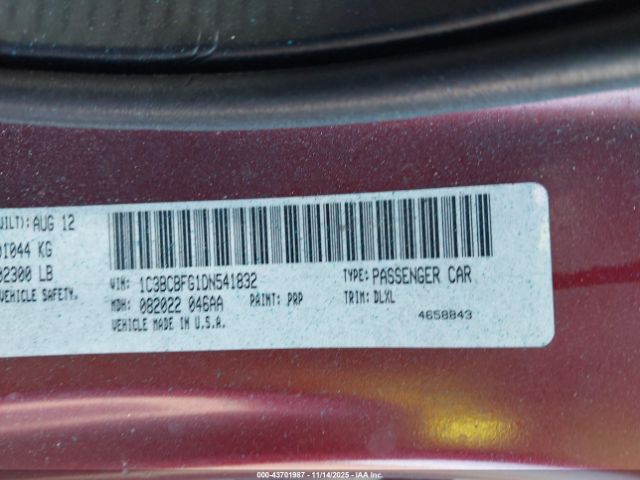 UILT): AUG 12
01044 KG
02300 LB
VEHICLE SAFETY.
VIN: 1C3BCBFG1DN541832 TYPE: PASSENGER CAR
MDH: 082022 046AA PAINT: PRP TRIM: DLXL
VEHICLE MADE IN U.S.A. 4658843
000-43701987 - 11/14/2025 - IAA Inc.